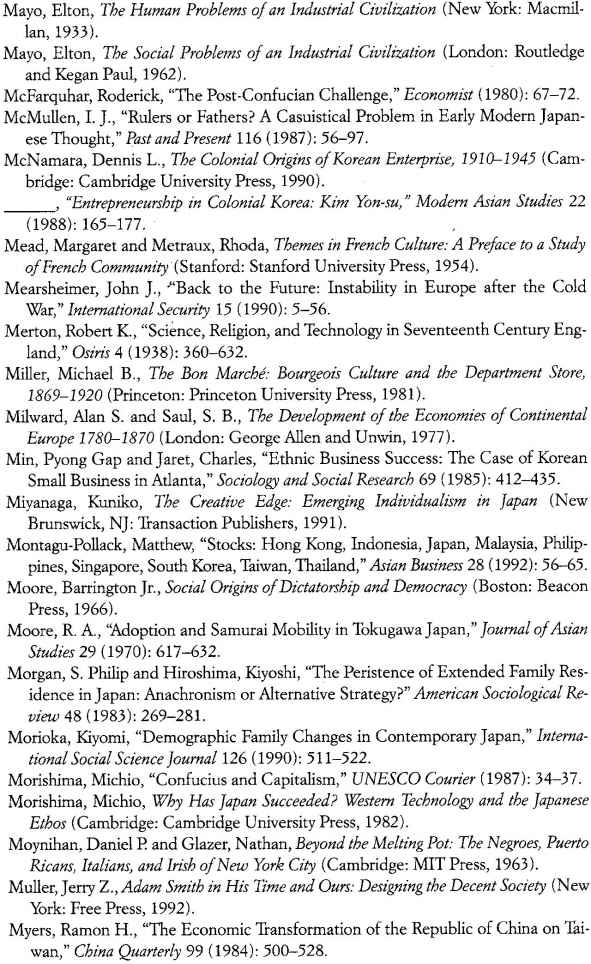 Mayo, Elton, The Human Problems of an Industrial Civilization (New York: Macmil-
lan, 1933).
Mayo, Elton, The Social Problems of an Industrial Civilization (London: Routledge
and Kegan Paul, 1962).
McFarquhar, Roderick, “The Post-Confucian Challenge,” Economist (1980): 67–72.
McMullen, I. J., “Rulers or Fathers? A Casuistical Problem in Early Modern Japan-
ese Thought,” Past and Present 116 (1987): 56–97.
McNamara, Dennis L., The Colonial Origins of Korean Enterprise, 1910–1945 (Cam-
bridge: Cambridge University Press, 1990).
______, “Entrepreneurship in Colonial Korea: Kim Yon-su,” Modern Asian Studies 22
(1988): 165–177.
Mead, Margaret and Metraux, Rhoda, Themes in French Culture: A Preface to a Study
of French Community (Stanford: Stanford University Press, 1954).
Mearsheimer, John J., “Back to the Future: Instability in Europe after the Cold
War,” International Security 15 (1990): 5–56.
Merton, Robert K., “Science, Religion, and Technology in Seventeenth Century Eng-
land,” Osiris 4 (1938): 360–632.
Miller, Michael B., The Bon Marché: Bourgeois Culture and the Department Store,
1869–1920 (Princeton: Princeton University Press, 1981).
Milward, Alan S. and Saul, S. B., The Development of the Economies of Continental
Europe 1780–1870 (London: George Allen and Unwin, 1977).
Min, Pyong Gap and Jaret, Charles, “Ethnic Business Success: The Case of Korean
Small Business in Atlanta,” Sociology and Social Research 69 (1985): 412–435.
Miyanaga, Kuniko, The Creative Edge: Emerging Individualism in Japan (New
Brunswick, NJ: Transaction Publishers, 1991).
Montagu-Pollack, Matthew, “Stocks: Hong Kong, Indonesia, Japan, Malaysia, Philip-
pines, Singapore, South Korea, Taiwan, Thailand,” Asian Business 28 (1992): 56–65.
Moore, Barrington Jr., Social Origins of Dictatorship and Democracy (Boston: Beacon
Press, 1966).
Moore, R. A., “Adoption and Samurai Mobility in Tokugawa Japan,” Journal of Asian
Studies 29 (1970): 617–632.
Morgan, S. Philip and Hiroshima, Kiyoshi, “The Peristence of Extended Family Res-
idence in Japan: Anachronism or Alternative Strategy?” American Sociological Re-
view 48 (1983): 269–281.
Morioka, Kiyomi, “Demographic Family Changes in Contemporary Japan,” Interna-
tional Social Science Journal 126 (1990): 511–522.
Morishima, Michio, “Confucius and Capitalism,” UNESCO Courier (1987): 34–37.
Morishima, Michio, Why Has Japan Succeeded? Western Technology and the Japanese
Ethos (Cambridge: Cambridge University Press, 1982).
Moynihan, Daniel P. and Glazer, Nathan, Beyond the Melting Pot: The Negroes, Puerto
Ricans, Italians, and Irish of New York City (Cambridge: MIT Press, 1963).
Muller, Jerry Z., Adam Smith in His Time and Ours: Designing the Decent Society (New
York: Free Press, 1992).
Myers, Ramon H., “The Economic Transformation of the Republic of China on Tai-
wan,” China Quarterly 99 (1984): 500–528.